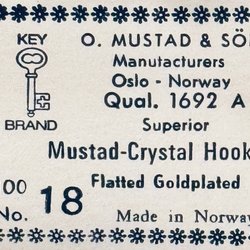 KEY
BRAND
O. MUSTAD & SÖ
Manufacturers
Oslo - Norway
Qual. 1692 A
Superior
Mustad-Crystal Hook
00 Flatted Goldplated
No. 18 Made in Norway